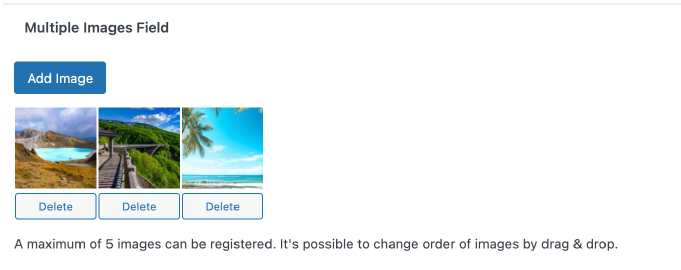 Multiple Images Field
Add Image
Delete Delete Delete
A maximum of 5 images can be registered. It's possible to change order of images by drag & drop.